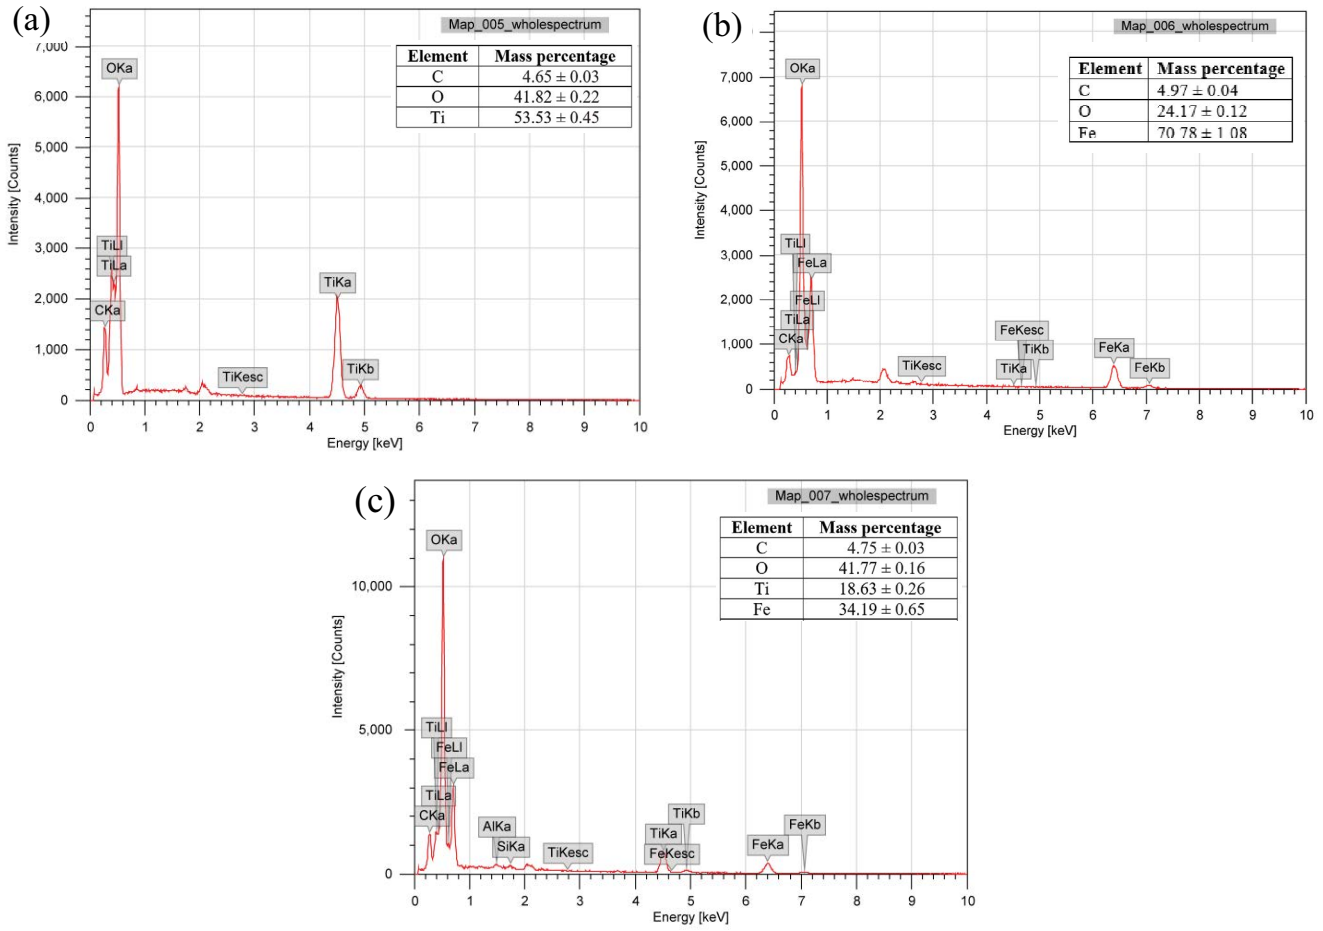 (a)
Map_005_wholespectrum
Element Mass percentage
C 4.65 ± 0.03
O 41.82 ± 0.22
Ti 53.53 ± 0.45
7,000
6,000
5,000
4,000
3,000
2,000
1,000
0
Intensity [Counts]
OKa
TiLl
TiLa
CKa
TiKesc
TiKa
TiKb
0 1 2 3 4 5 6 7 8 9 10
Energy [keV]
(b)
Map_006_wholespectrum
Element Mass percentage
C 4.97 ± 0.04
O 24.17 ± 0.12
Fe 70.78 ± 1.08
7,000
6,000
5,000
4,000
3,000
2,000
1,000
0
Intensity [Counts]
OKa
TiLl
FeLa
FeLl
TiLa
CKa
TiKesc
FeKesc
TiKb
TiKa
FeKa
FeKb
0 1 2 3 4 5 6 7 8 9 10
Energy [keV]
(c)
Map_007_wholespectrum
Element Mass percentage
C 4.75 ± 0.03
O 41.77 ± 0.16
Ti 18.63 ± 0.26
Fe 34.19 ± 0.65
10,000
5,000
0
Intensity [Counts]
OKa
TiLl
FeLl
FeLa
TiLa
CKa
AlKa
SiKa
TiKesc
TiKb
TiKa
FeKesc
FeKa
FeKb
0 1 2 3 4 5 6 7 8 9 10
Energy [keV]